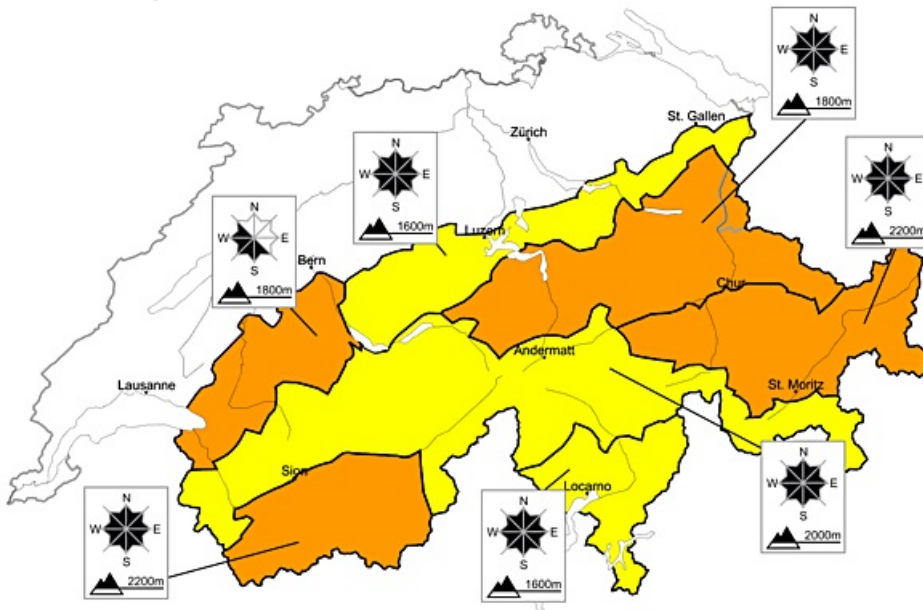 N
W E
S
1800m
St. Gallen
Zürich
N
W E
S
1600m
N
W E
S
2200m
N
W E
S
1800m
Luzern
Bern
Chur
Andermatt
Lausanne
St. Moritz
Sion
Locarno
N
W E
S
2000m
N
W E
S
2200m
N
W E
S
1600m